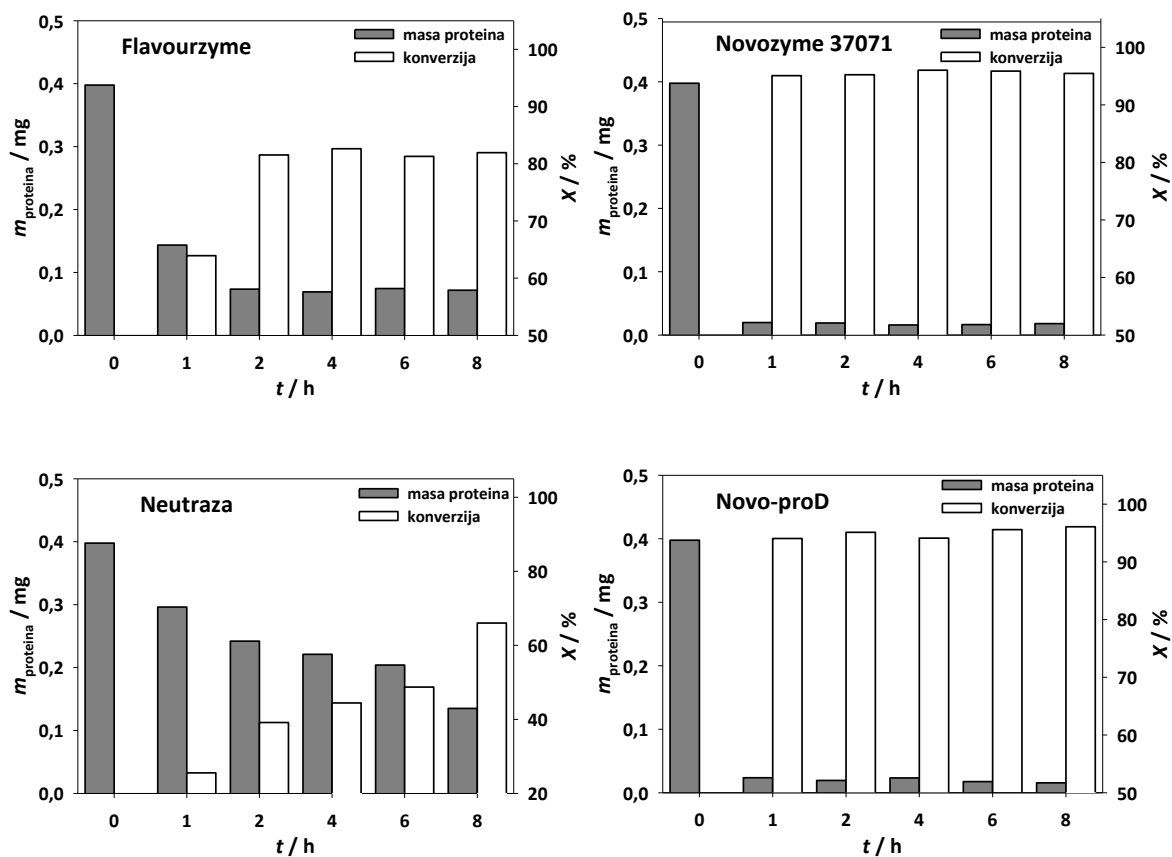 Flavourzyme
masa proteina
konverzija
0,5
0,4
0,3
0,2
0,1
0,0
m proteina / mg
100
90
80
70
60
50
X / %
0 1 2 4 6 8
t / h
Novozyme 37071
masa proteina
konverzija
0,5
0,4
0,3
0,2
0,1
0,0
m proteina / mg
100
90
80
70
60
50
X / %
0 1 2 4 6 8
t / h
Neutraza
masa proteina
konverzija
0,5
0,4
0,3
0,2
0,1
0,0
m proteina / mg
100
80
60
40
20
X / %
0 1 2 4 6 8
t / h
Novo-proD
masa proteina
konverzija
0,5
0,4
0,3
0,2
0,1
0,0
m proteina / mg
100
90
80
70
60
50
X / %
0 1 2 4 6 8
t / h